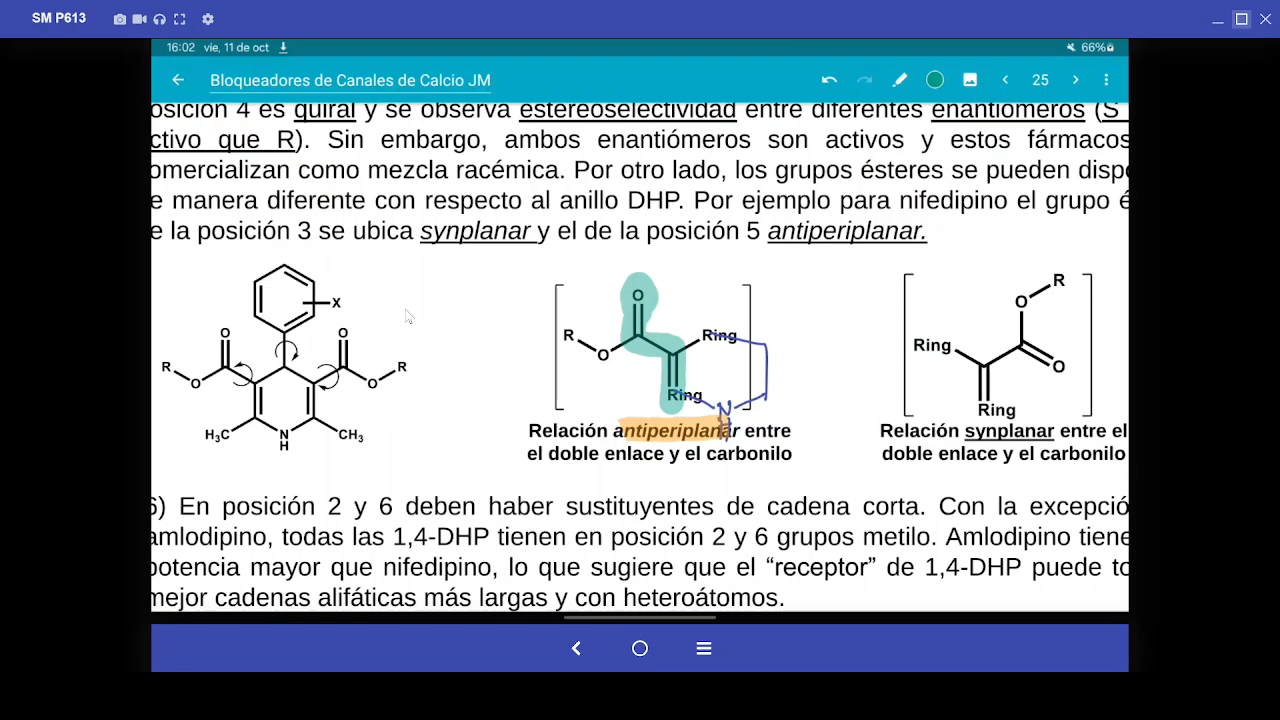 SM P613
16:02 vie, 11 de oct 66%
Bloqueadores de Canales de Calcio JM 25
osición 4 es quiral y se observa estereoselectividad entre diferentes enantiómeros (S
ctivo que R). Sin embargo, ambos enantiómeros son activos y estos fármacos
omercializan como mezcla racémica. Por otro lado, los grupos ésteres se pueden dispo
e manera diferente con respecto al anillo DHP. Por ejemplo para nifedipino el grupo é
e la posición 3 se ubica synplanar y el de la posición 5 antiperiplanar.
X
O O
R O O R
H₃C N H CH₃
O
R O Ring
Ring
N
Relación antiperiplanar entre
el doble enlace y el carbonilo
R
O
Ring O
Ring
Relación synplanar entre el
doble enlace y el carbonilo
6) En posición 2 y 6 deben haber sustituyentes de cadena corta. Con la excepció
amlodipino, todas las 1,4-DHP tienen en posición 2 y 6 grupos metilo. Amlodipino tiene
potencia mayor que nifedipino, lo que sugiere que el “receptor” de 1,4-DHP puede to
mejor cadenas alifáticas más largas y con heteroátomos.